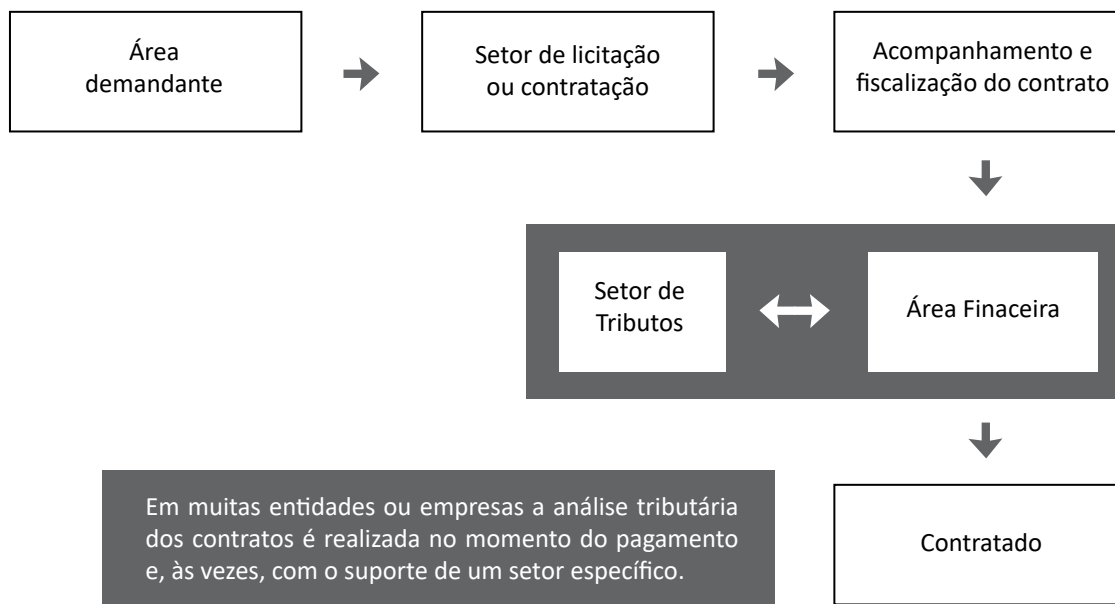 Área
demandante
Setor de licitação
ou contratação
Acompanhamento e
fiscalização do contrato
Setor de
Tributos
Área Finaceira
Em muitas entidades ou empresas a análise tributária
dos contratos é realizada no momento do pagamento
e, às vezes, com o suporte de um setor específico.
Contratado